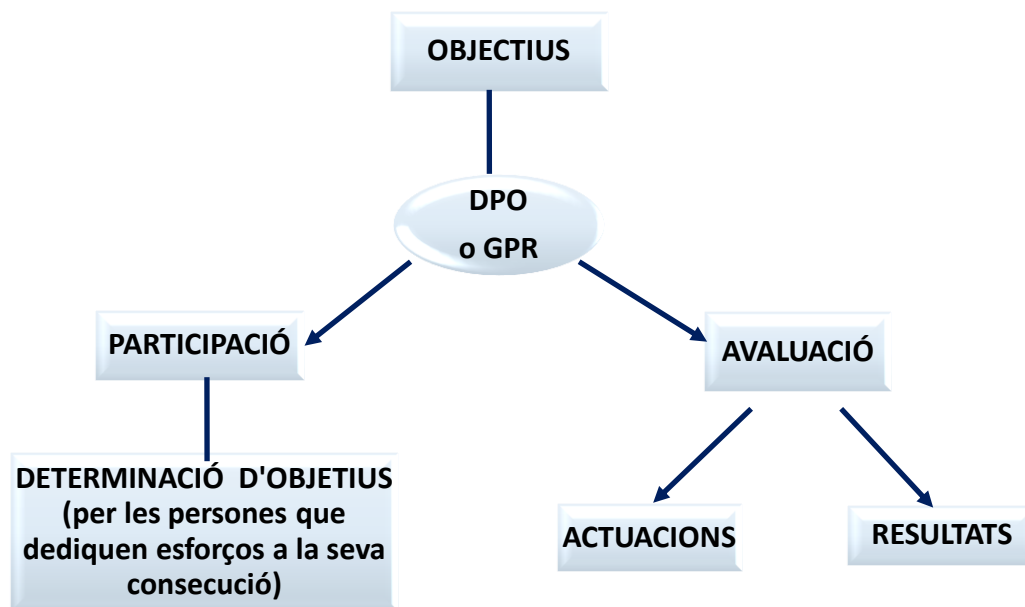 OBJECTIUS
DPO
o GPR
PARTICIPACIÓ
AVALUACIÓ
DETERMINACIÓ D'OBJETIUS
(per les persones que
dediquen esforços a la seva
consecució)
ACTUACIONS
RESULTATS